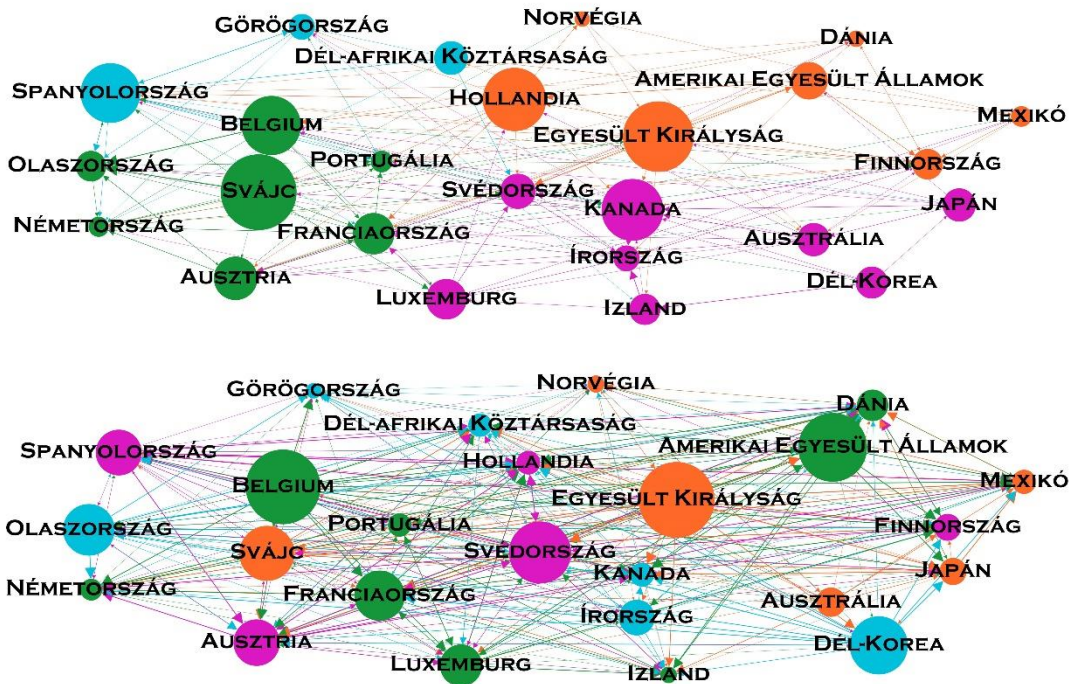 Norvégia
Görögország
Dánia
Dél-afrikai Köztársaság
Amerikai Egyesült Államok
Spanyolország
Hollandia
Mexikó
Belgium
Egyesült Királyság
Olaszország
Portugália
Finnország
Svájc
Svédország
Kanada
Japán
Németország
Franciaország
Ausztrália
Írország
Ausztria
Dél-Korea
Luxemburg
Izland
Norvégia
Görögország
Dánia
Dél-afrikai Köztársaság
Amerikai Egyesült Államok
Spanyolország
Hollandia
Mexikó
Belgium
Egyesült Királyság
Olaszország
Portugália
Finnország
Svájc
Svédország
Kanada
Japán
Németország
Franciaország
Ausztrália
Írország
Ausztria
Dél-Korea
Luxemburg
Izland